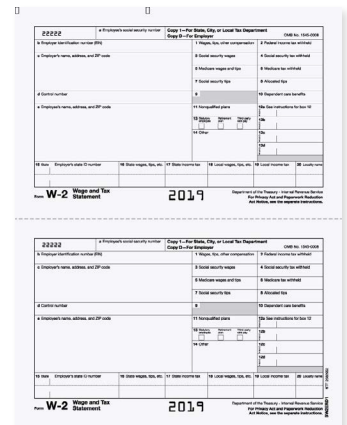 22222
a Employee's social security number
Copy 1—For State, City, or Local Tax Department
Copy D—For Employer
OMB No. 1545-0008
b Employer identification number (EIN)
1 Wages, tips, other compensation
2 Federal income tax withheld
c Employer's name, address, and ZIP code
3 Social security wages
4 Social security tax withheld
5 Medicare wages and tips
6 Medicare tax withheld
7 Social security tips
8 Allocated tips
d Control number
9
10 Dependent care benefits
e Employee's name, address, and ZIP code
11 Nonqualified plans
12a See instructions for box 12
13 Statutory employee
Retirement plan
Third-party sick pay
12b
14 Other
12c
12d
15 State Employer's state ID number
16 State wages, tips, etc.
17 State income tax
18 Local wages, tips, etc.
19 Local income tax
20 Locality name
Form W-2 Wage and Tax Statement
2019
Department of the Treasury - Internal Revenue Service
For Privacy Act and Paperwork Reduction
Act Notice, see the separate instructions.
22222
a Employee's social security number
Copy 1—For State, City, or Local Tax Department
Copy D—For Employer
OMB No. 1545-0008
b Employer identification number (EIN)
1 Wages, tips, other compensation
2 Federal income tax withheld
c Employer's name, address, and ZIP code
3 Social security wages
4 Social security tax withheld
5 Medicare wages and tips
6 Medicare tax withheld
7 Social security tips
8 Allocated tips
d Control number
9
10 Dependent care benefits
e Employee's name, address, and ZIP code
11 Nonqualified plans
12a See instructions for box 12
13 Statutory employee
Retirement plan
Third-party sick pay
12b
14 Other
12c
12d
15 State Employer's state ID number
16 State wages, tips, etc.
17 State income tax
18 Local wages, tips, etc.
19 Local income tax
20 Locality name
Form W-2 Wage and Tax Statement
2019
Department of the Treasury - Internal Revenue Service
For Privacy Act and Paperwork Reduction
Act Notice, see the separate instructions.